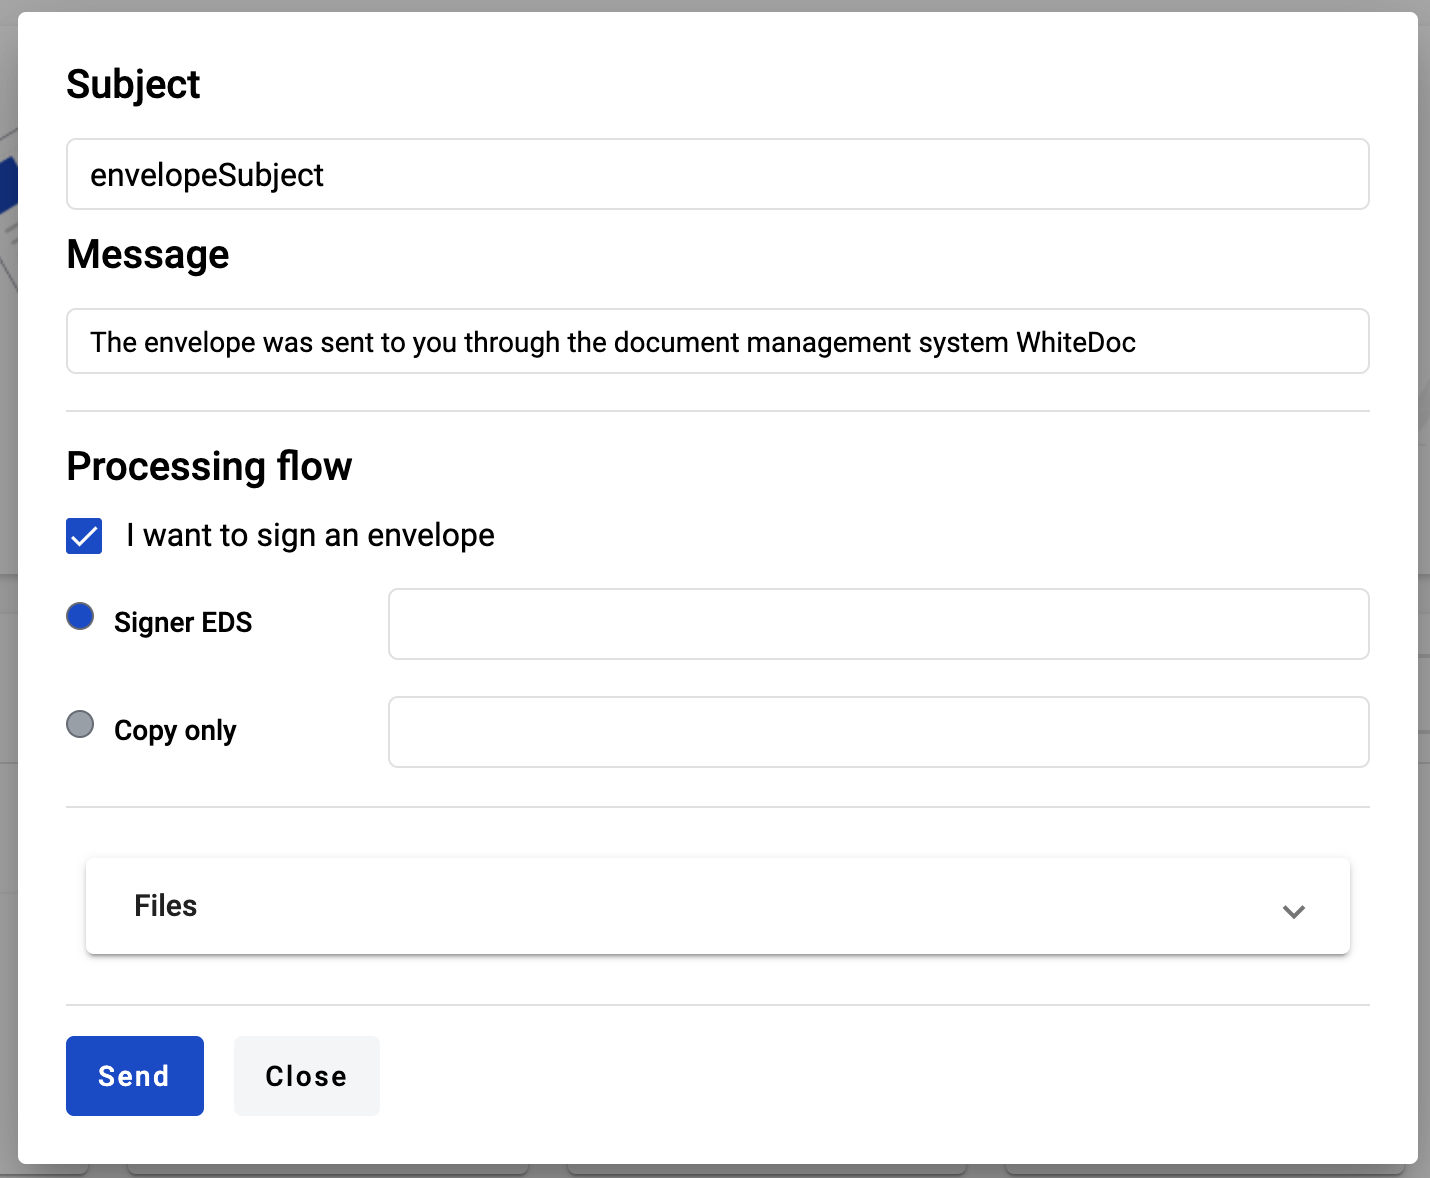 Subject
envelopeSubject
Message
The envelope was sent to you through the document management system WhiteDoc
Processing flow
I want to sign an envelope
Signer EDS
Copy only
Files
Send Close